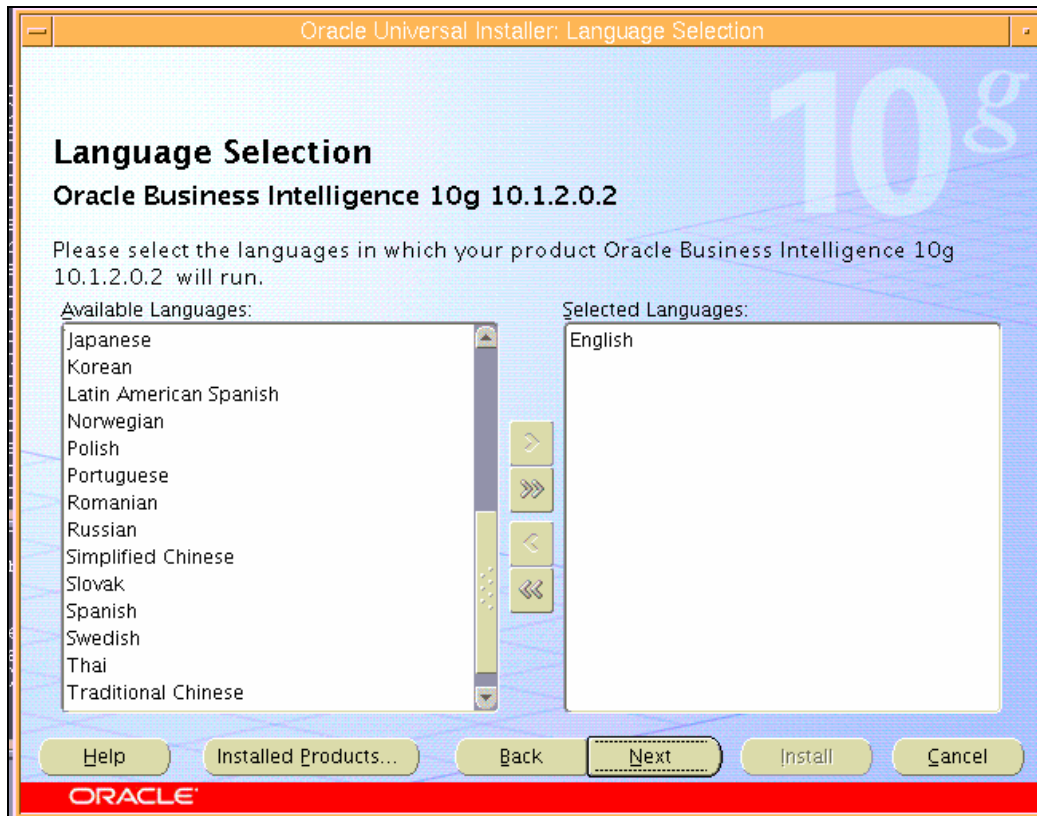 Oracle Universal Installer: Language Selection
10g
Language Selection
Oracle Business Intelligence 10g 10.1.2.0.2
Please select the languages in which your product Oracle Business Intelligence 10g
10.1.2.0.2 will run.
Available Languages:
Japanese
Korean
Latin American Spanish
Norwegian
Polish
Portuguese
Romanian
Russian
Simplified Chinese
Slovak
Spanish
Swedish
Thai
Traditional Chinese
Selected Languages:
English
Help
Installed Products...
Back
Next
Install
Cancel
ORACLE